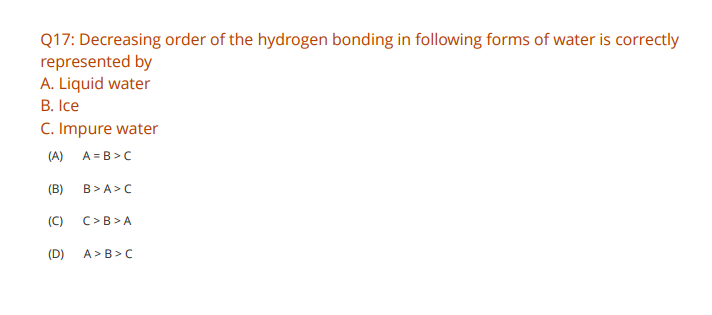 Q17: Decreasing order of the hydrogen bonding in following forms of water is correctly
represented by
A. Liquid water
B. Ice
C. Impure water
(A) A = B > C
(B) B > A > C
(C) C > B > A
(D) A > B > C